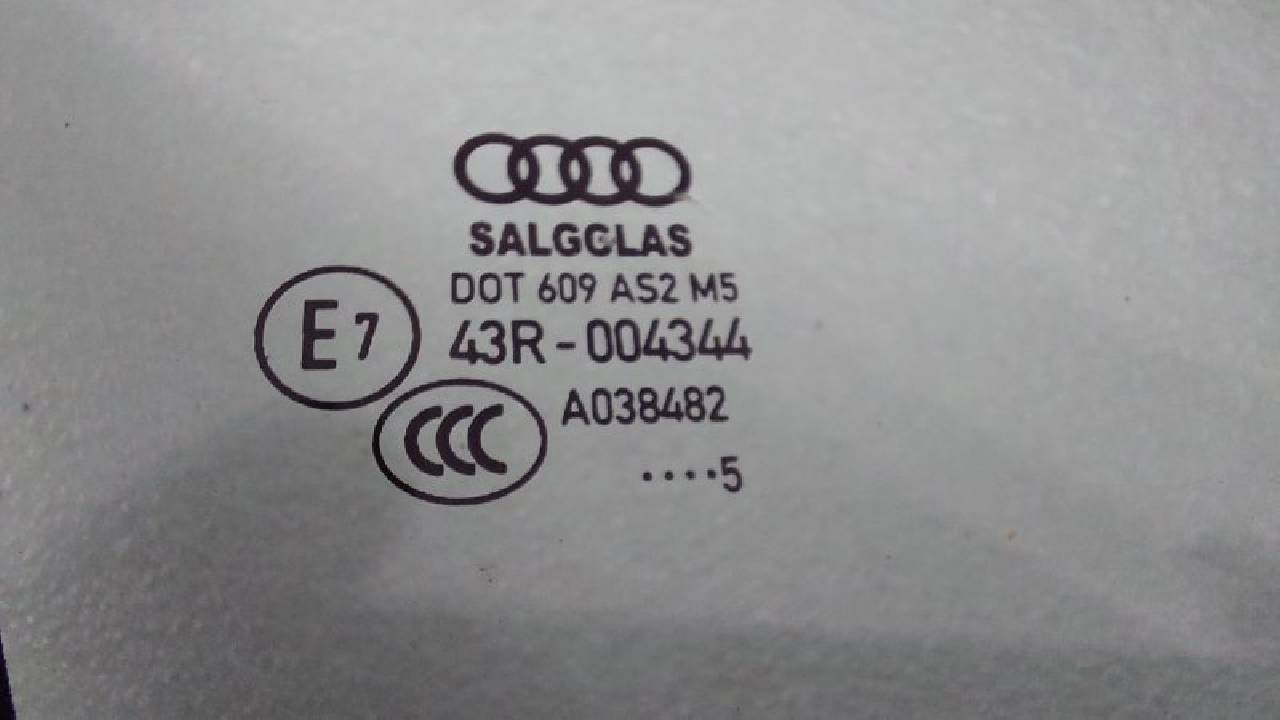 SALGGLAS
DOT 609 AS2 M5
E7
43R-004344
CCC
A038482
....5